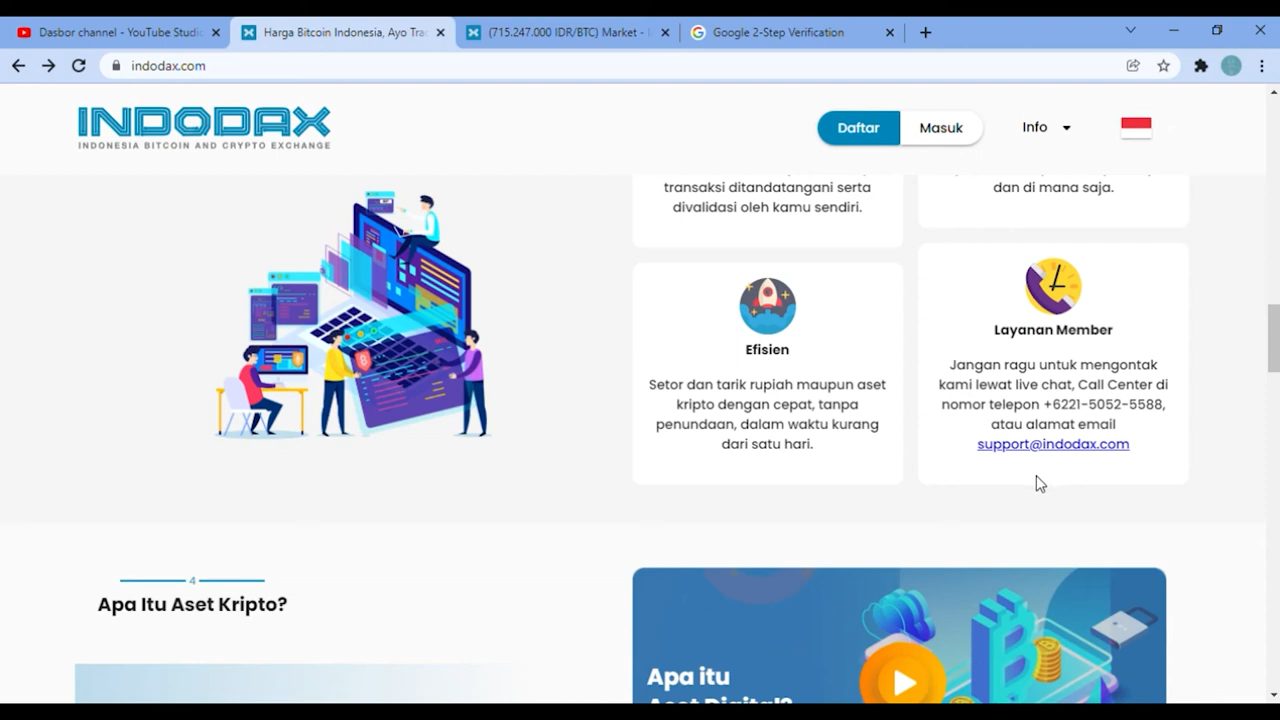 Dasbor channel - YouTube Studio
Harga Bitcoin Indonesia, Ayo Tra
(715.247.000 IDR/BTC) Market -
Google 2-Step Verification
indodax.com
INDODAX
INDONESIA BITCOIN AND CRYPTO EXCHANGE
Daftar
Masuk
Info
transaksi ditandatangani serta
divalidasi oleh kamu sendiri.
dan di mana saja.
Efisien
Setor dan tarik rupiah maupun aset
kripto dengan cepat, tanpa
penundaan, dalam waktu kurang
dari satu hari.
Layanan Member
Jangan ragu untuk mengontak
kami lewat live chat, Call Center di
nomor telepon +6221-5052-5588,
atau alamat email
support@indodax.com
4
Apa Itu Aset Kripto?
Apa itu
Aset Digital?